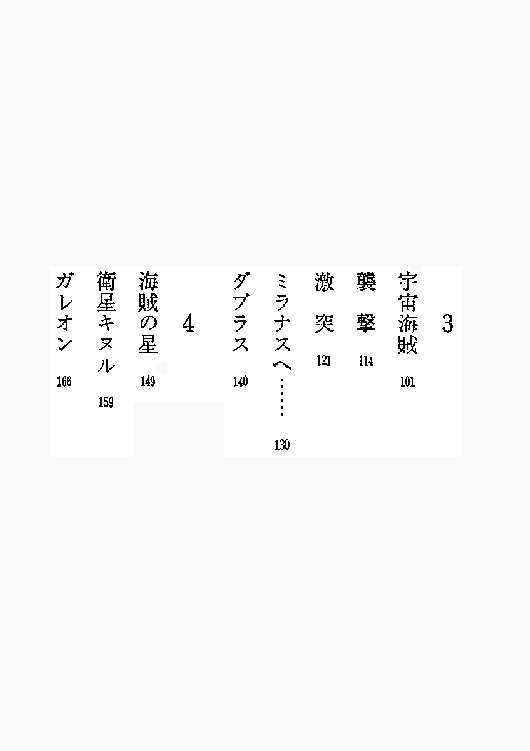 3
宇宙海賊 101
襲撃 114
激突 121
ミラナスへ…… 130
ダブラス 140
4
海賊の星 149
衛星キヌル 159
ガレオン 166